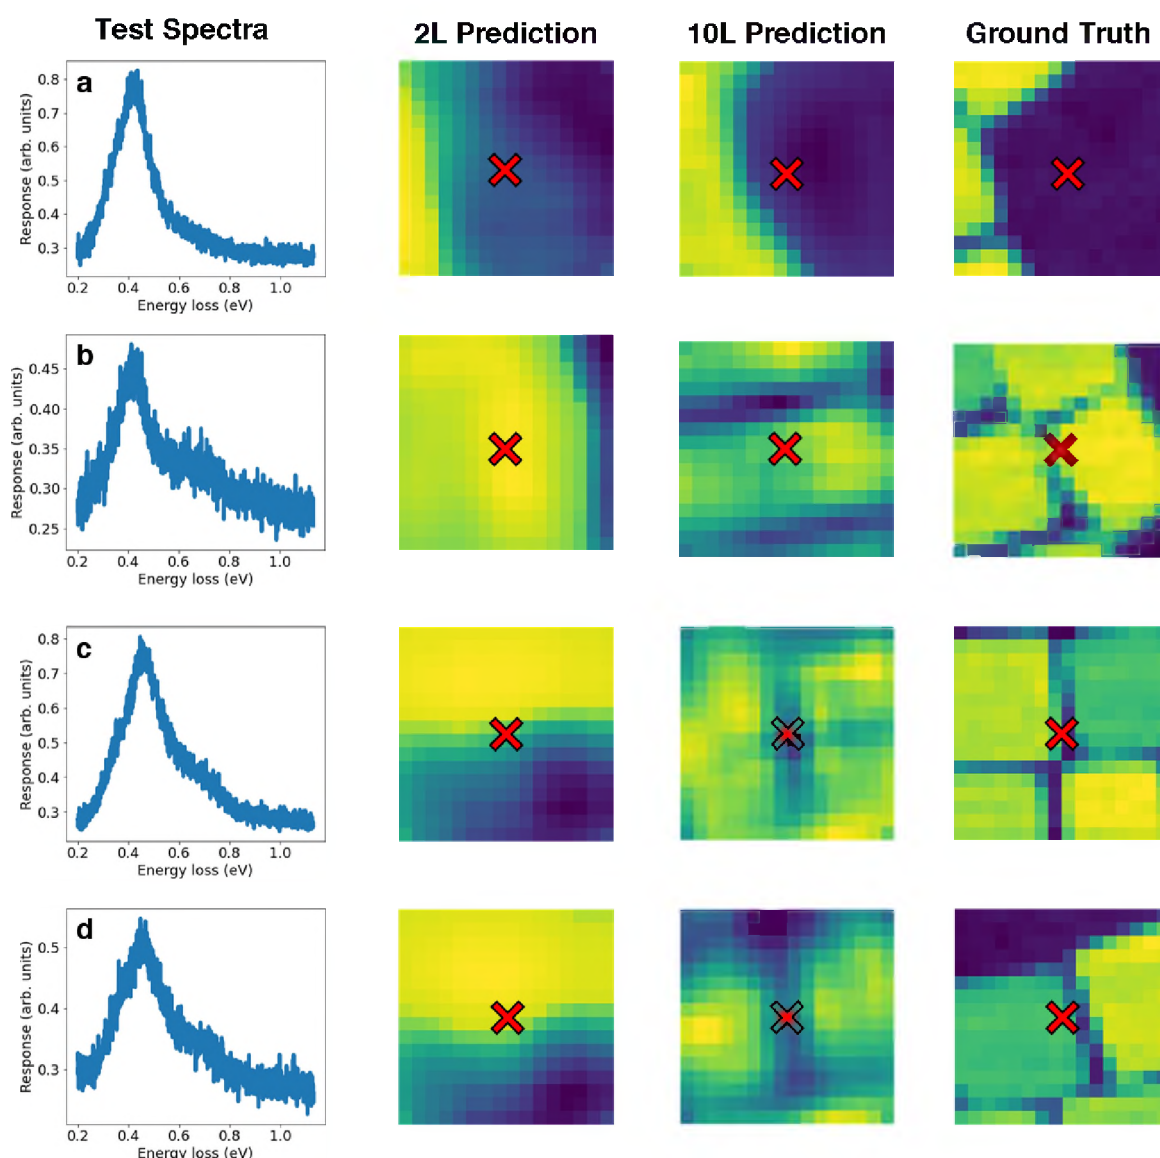 Test Spectra 2L Prediction 10L Prediction Ground Truth
a
0.8
0.7
0.6
0.5
0.4
0.3
Response (arb. units)
0.2 0.4 0.6 0.8 1.0
Energy loss (eV)
b
0.45
0.40
0.35
0.30
0.25
Response (arb. units)
0.2 0.4 0.6 0.8 1.0
Energy loss (eV)
c
0.8
0.7
0.6
0.5
0.4
0.3
Response (arb. units)
0.2 0.4 0.6 0.8 1.0
Energy loss (eV)
d
0.5
0.4
0.3
Response (arb. units)
0.2 0.4 0.6 0.8 1.0
Energy loss (eV)